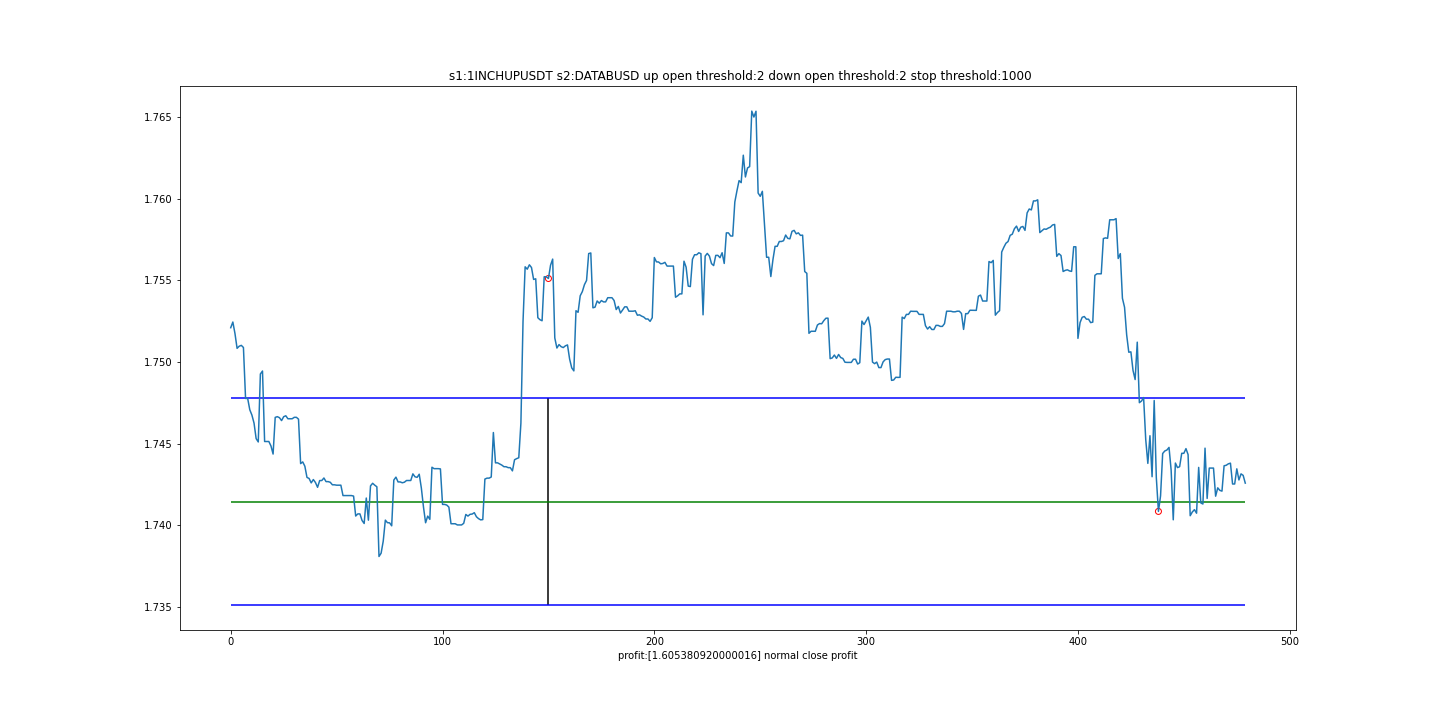 s1:1INCHUPUSDT s2:DATABUSD up open threshold:2 down open threshold:2 stop threshold:1000
1.765
1.760
1.755
1.750
1.745
1.740
1.735
0 100 200 300 400 500
profit:[1.605380920000016] normal close profit